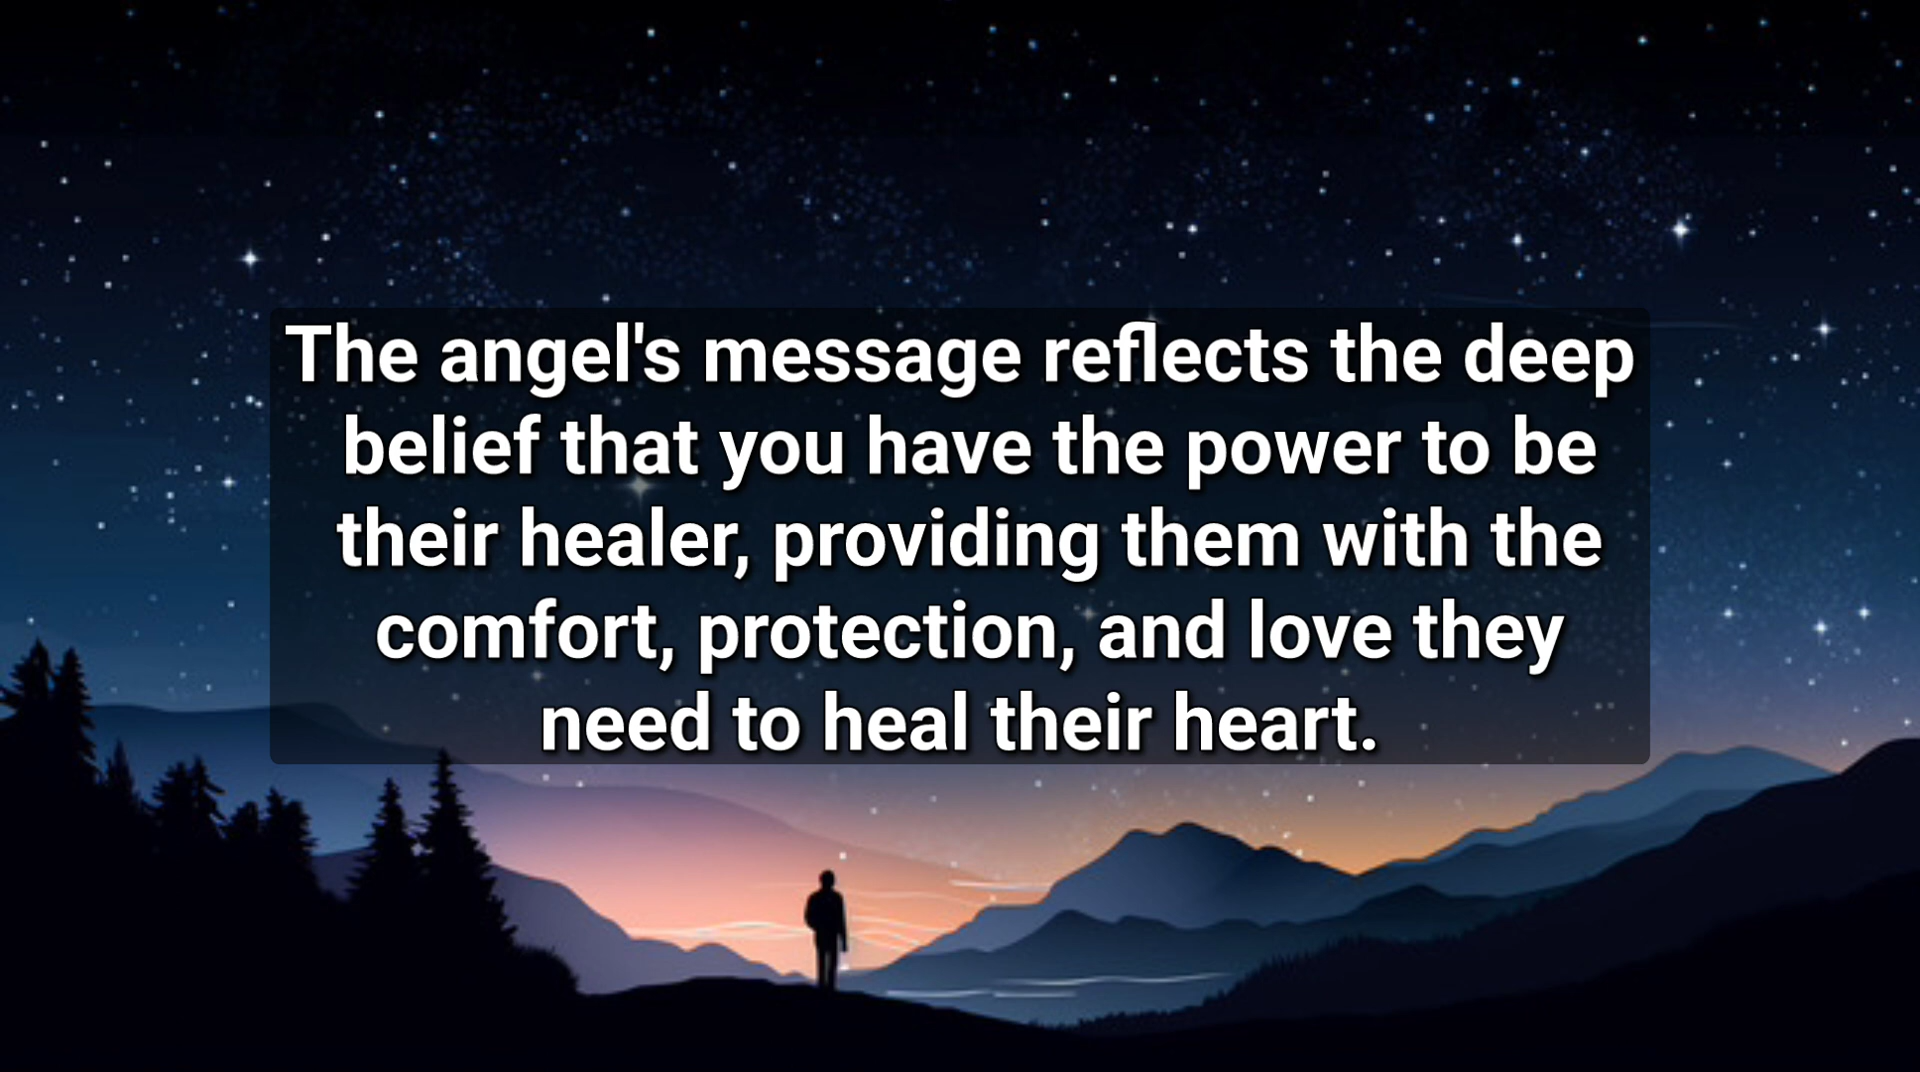 The angel's message reflects the deep
belief that you have the power to be
their healer, providing them with the
comfort, protection, and love they
need to heal their heart.